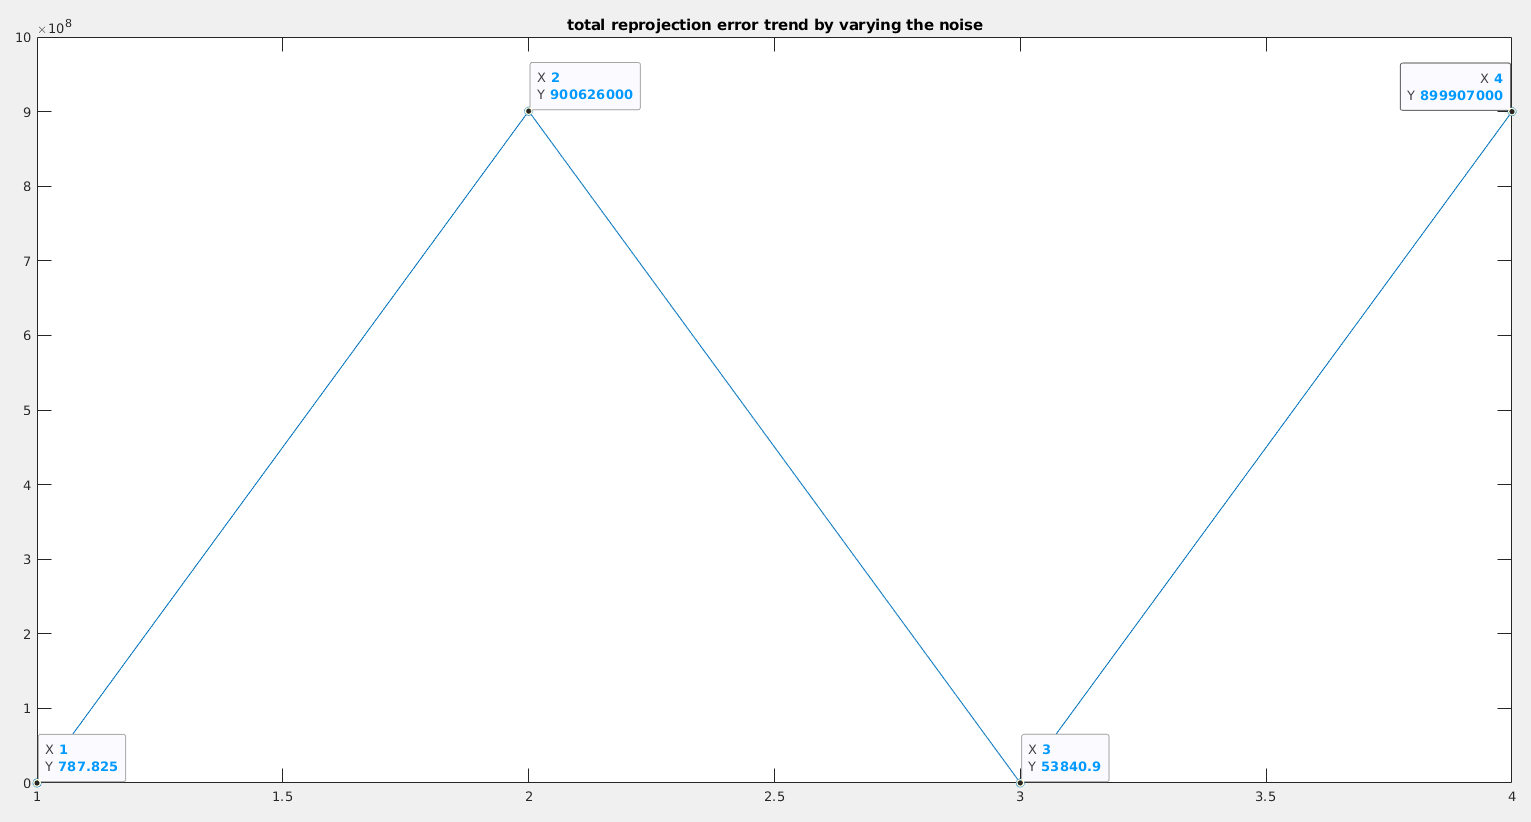 total reprojection error trend by varying the noise
×10^8
10
9
8
7
6
5
4
3
2
1
0
X 2
Y 900626000
X 4
Y 899907000
X 1
Y 787.825
X 3
Y 53840.9
1
1.5
2
2.5
3
3.5
4